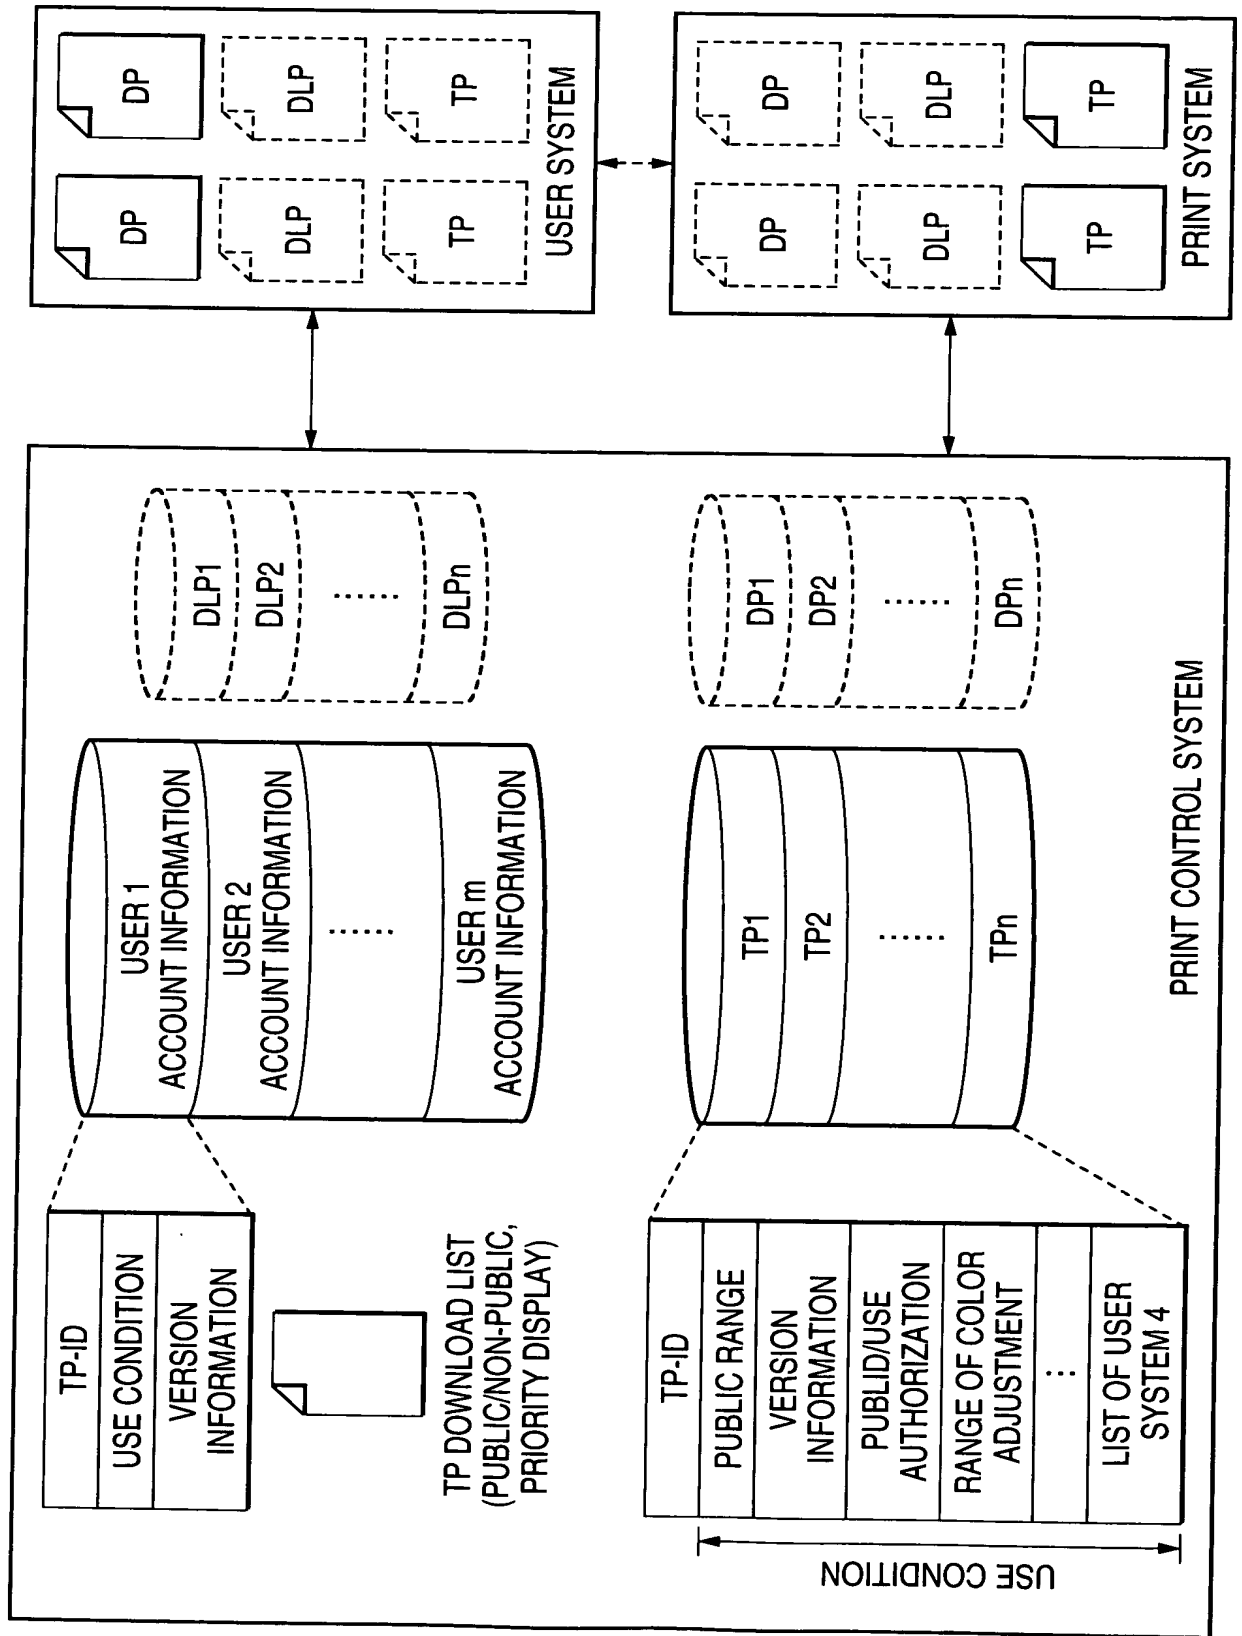 TP-ID
USE CONDITION
VERSION
INFORMATION
TP DOWNLOAD LIST
(PUBLIC/NON-PUBLIC,
PRIORITY DISPLAY)
USER 1
ACCOUNT INFORMATION
USER 2
ACCOUNT INFORMATION
......
USER m
ACCOUNT INFORMATION
DLP1
DLP2
......
DLPn
TP-ID
PUBLIC RANGE
VERSION
INFORMATION
PUBLID/USE
AUTHORIZATION
RANGE OF COLOR
ADJUSTMENT
...
LIST OF USER
SYSTEM 4
USE CONDITION
TP1
TP2
.......
TPn
DP1
DP2
......
DPn
PRINT CONTROL SYSTEM
DP
DP
DLP
DLP
TP
TP
USER SYSTEM
DP
DP
DLP
DLP
TP
TP
PRINT SYSTEM